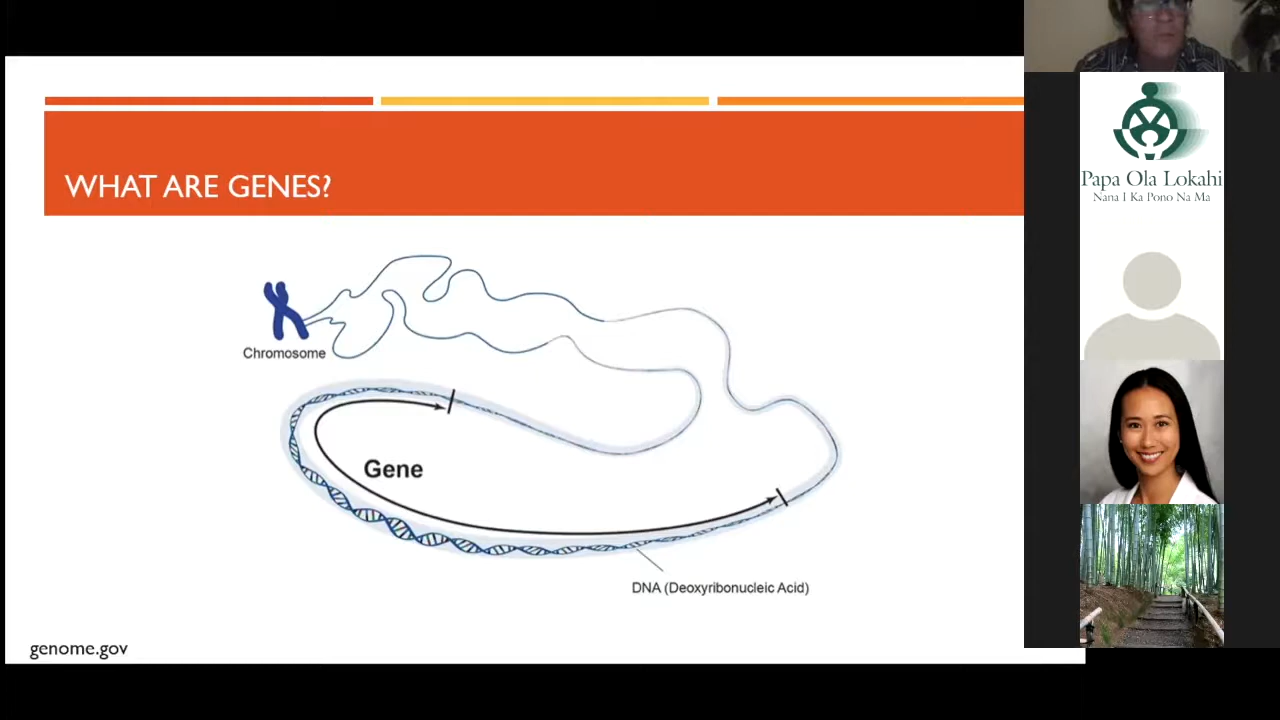 WHAT ARE GENES?
Chromosome
Gene
DNA (Deoxyribonucleic Acid)
genome.gov
Papa Ola Lokahi
Nana I Ka Pono Na Ma